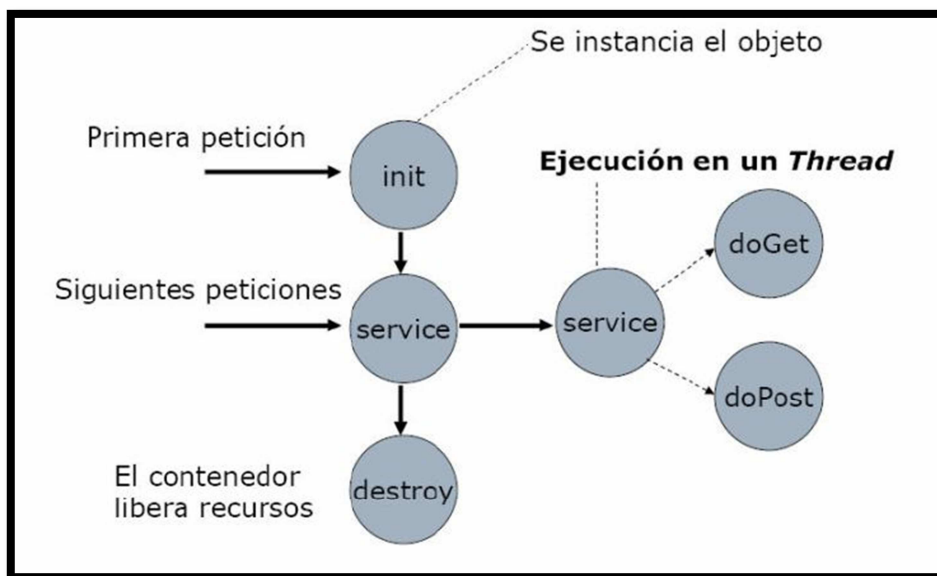 Se instancia el objeto
Primera petición
init
Ejecución en un Thread
doGet
Siguientes peticiones
service
service
doPost
El contenedor
libera recursos
destroy